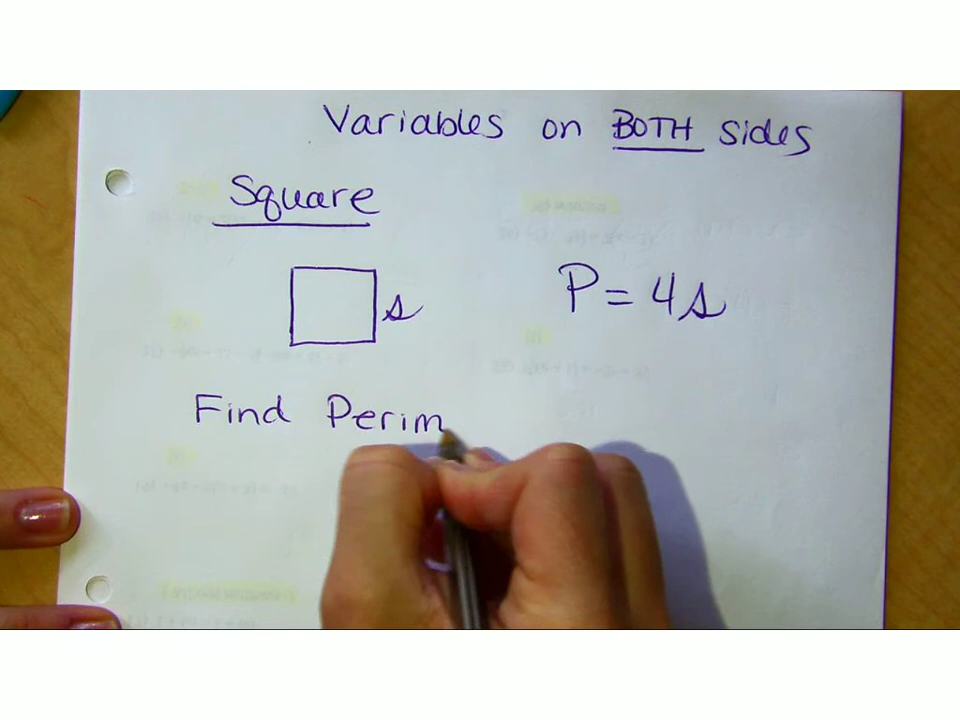 Variables on BOTH sides
Square
s P = 4s
Find Perim